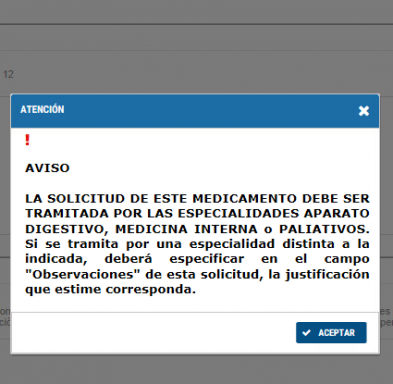 12
ATENCIÓN
!
AVISO
LA SOLICITUD DE ESTE MEDICAMENTO DEBE SER
TRAMITADA POR LAS ESPECIALIDADES APARATO
DIGESTIVO, MEDICINA INTERNA o PALIATIVOS.
Si se tramita por una especialidad distinta a la
indicada, deberá especificar en el campo
"Observaciones" de esta solicitud, la justificación
que estime corresponda.
ACEPTAR